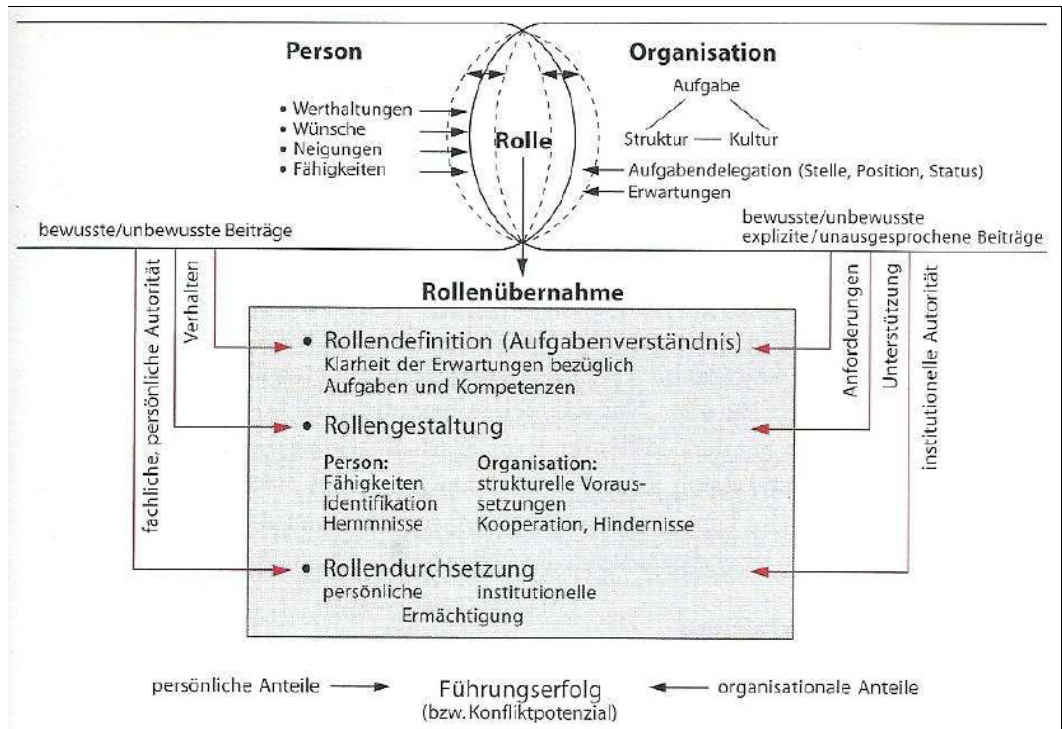 Person
• Werthaltungen
• Wünsche
• Neigungen
• Fähigkeiten
Rolle
Organisation
Aufgabe
Struktur
Kultur
Aufgabendelegation (Stelle, Position, Status)
Erwartungen
bewusste/unbewusste Beiträge
bewusste/unbewusste
explizite/unausgesprochene Beiträge
fachliche, persönliche Autorität
Verhalten
Rollenübernahme
• Rollendefinition (Aufgabenverständnis)
Klarheit der Erwartungen bezüglich
Aufgaben und Kompetenzen
• Rollengestaltung
Person:
Fähigkeiten
Identifikation
Hemmnisse
Organisation:
strukturelle Voraus-
setzungen
Kooperation, Hindernisse
• Rollendurchsetzung
persönliche
institutionelle
Ermächtigung
Anforderungen
Unterstützung
institutionelle Autorität
persönliche Anteile
Führungserfolg
(bzw. Konfliktpotenzial)
organisationale Anteile